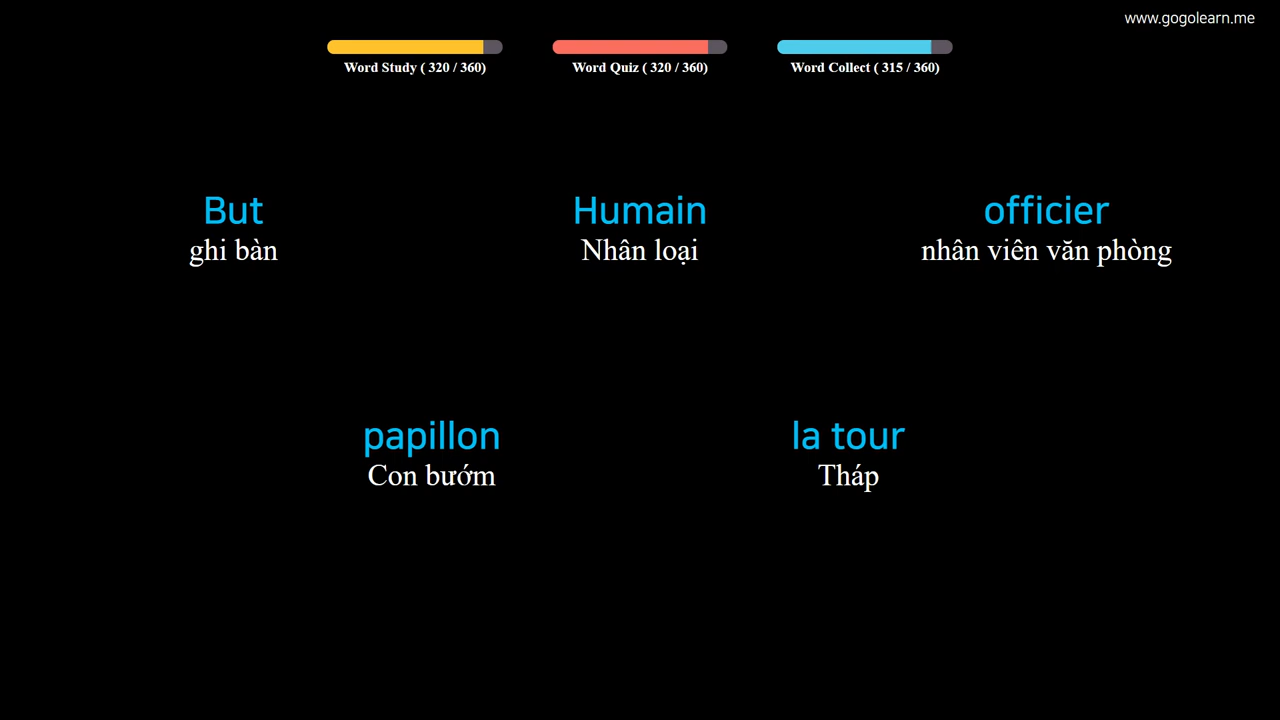 www.gogolearn.me
Word Study ( 320 / 360)
Word Quiz ( 320 / 360)
Word Collect ( 315 / 360)
But
ghi bàn
Humain
Nhân loại
officier
nhân viên văn phòng
papillon
Con bướm
la tour
Tháp